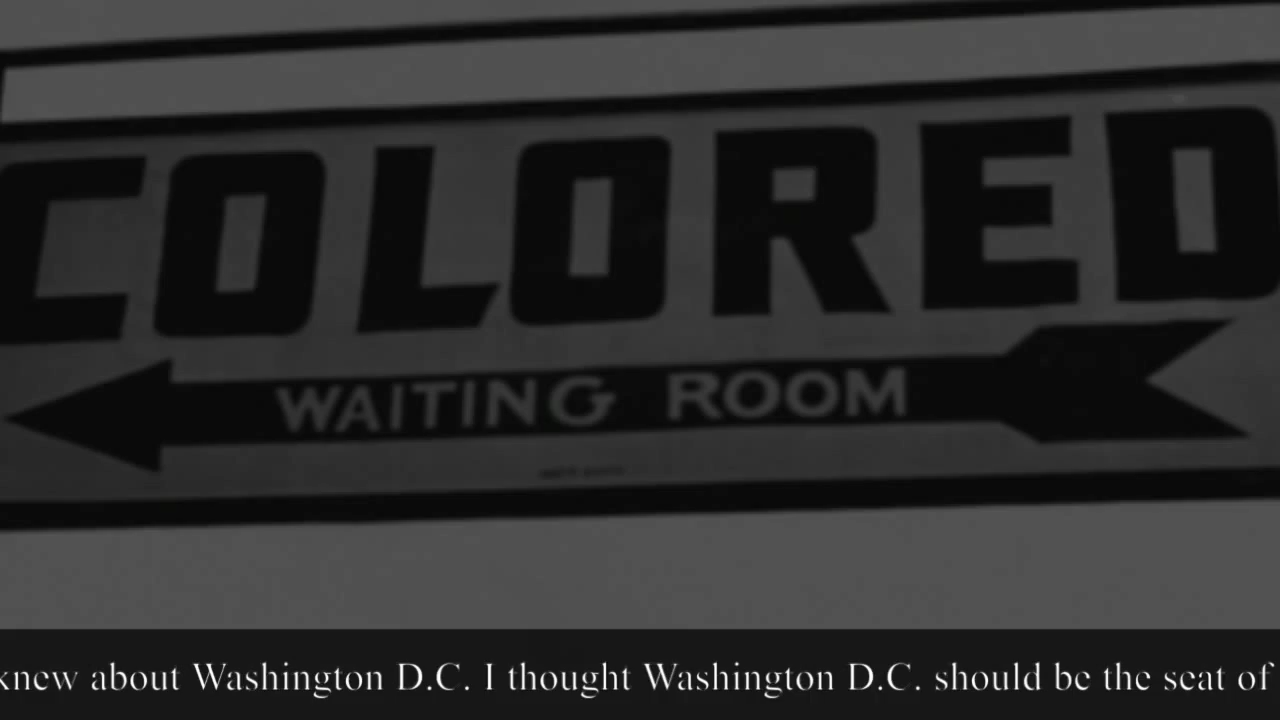 COLORED
WAITING ROOM
knew about Washington D.C. I thought Washington D.C. should be the seat of